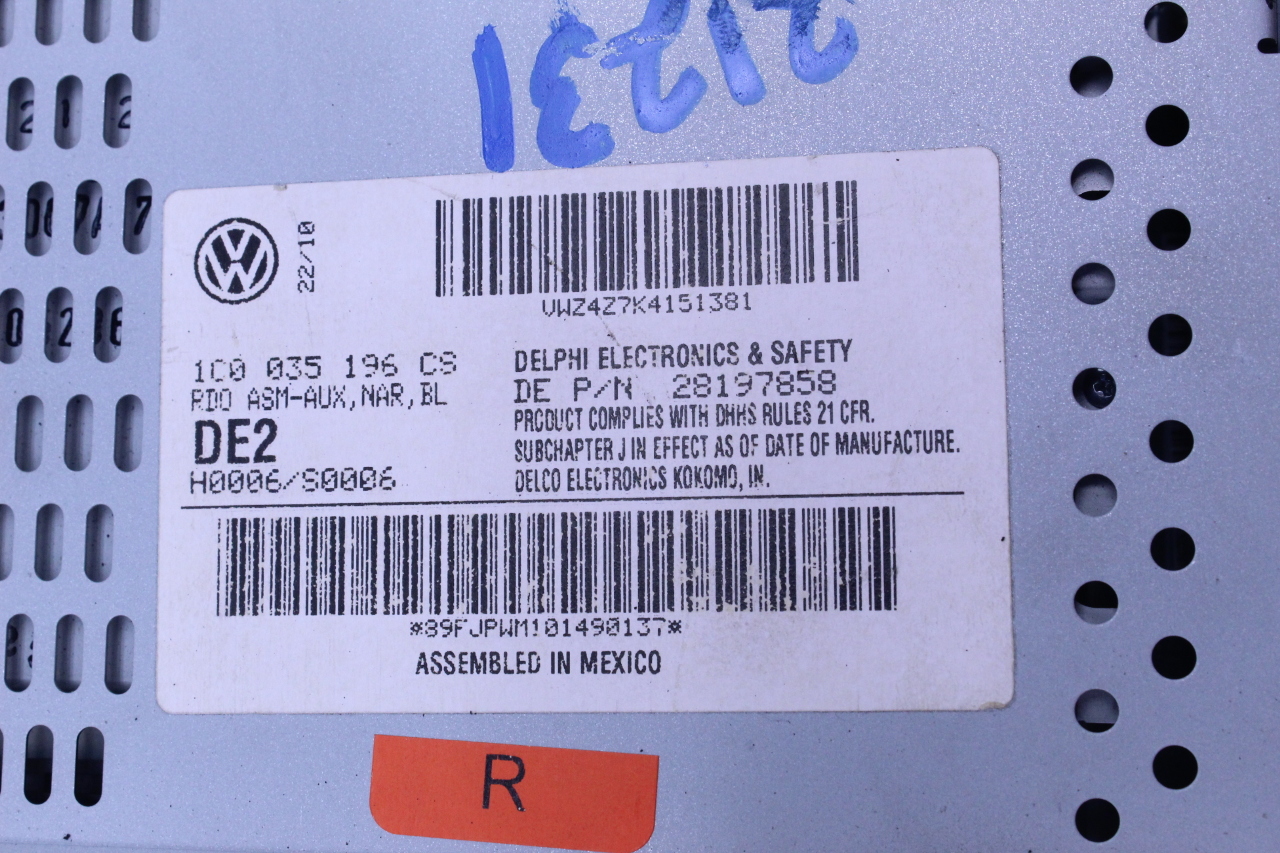 21231
22/10
VWZ4Z7K4151381
1C0 035 196 CS
RDO ASM-AUX,NAR,BL
DE2
H0006/S0006
DELPHI ELECTRONICS & SAFETY
DE P/N 28197858
PRODUCT COMPLIES WITH DHHS RULES 21 CFR.
SUBCHAPTER J IN EFFECT AS OF DATE OF MANUFACTURE.
DELCO ELECTRONICS KOKOMO, IN.
*89FJPWM101490137*
ASSEMBLED IN MEXICO
R